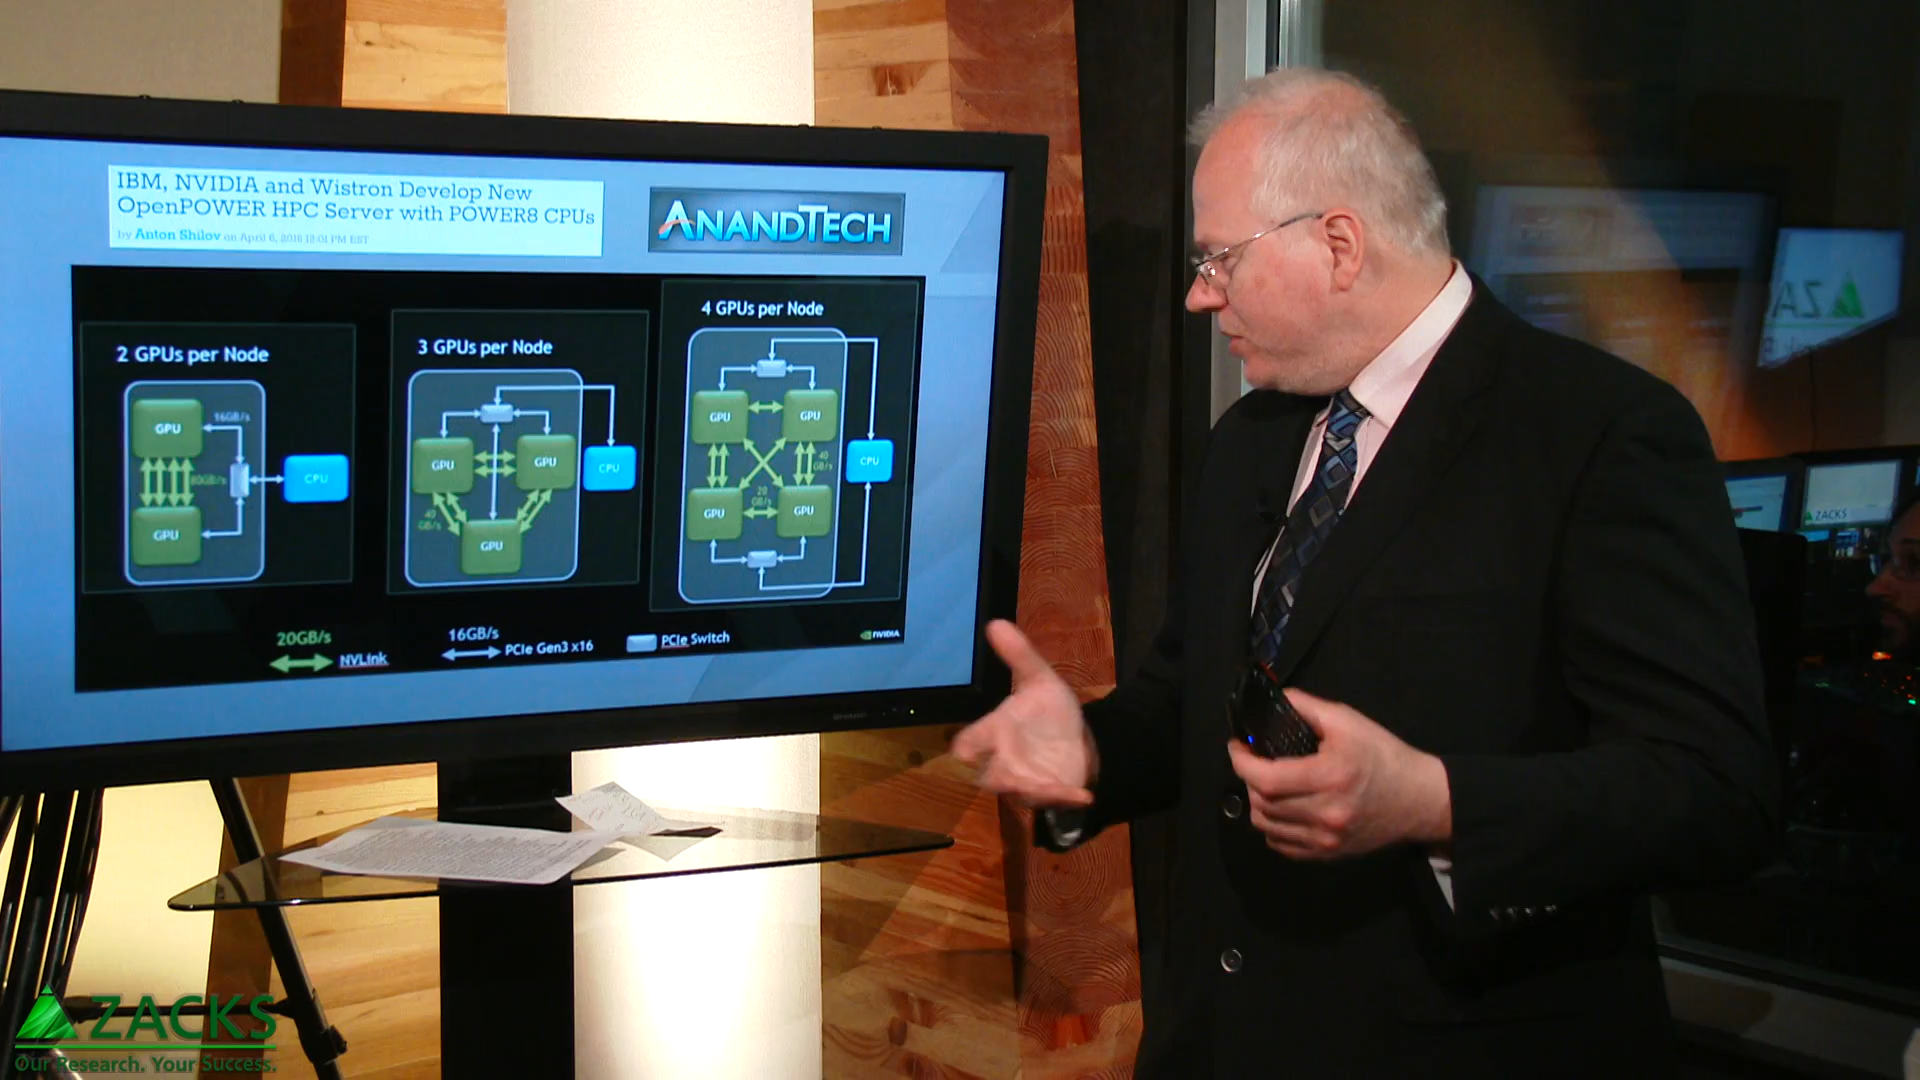 IBM, NVIDIA and Wistron Develop New
OpenPOWER HPC Server with POWER8 CPUs
by Anton Shilov on April 6, 2016 12:01 PM EST
ANANDTECH
2 GPUs per Node
GPU
16GB/s
80GB/s
CPU
GPU
3 GPUs per Node
GPU
GPU
CPU
40
GB/s
GPU
4 GPUs per Node
GPU
GPU
40
GB/s
CPU
20
GB/s
GPU
GPU
20GB/s
NVLink
16GB/s
PCIe Gen3 x16
PCIe Switch
NVIDIA
ZACKS
ZACKS
Our Research. Your Success.